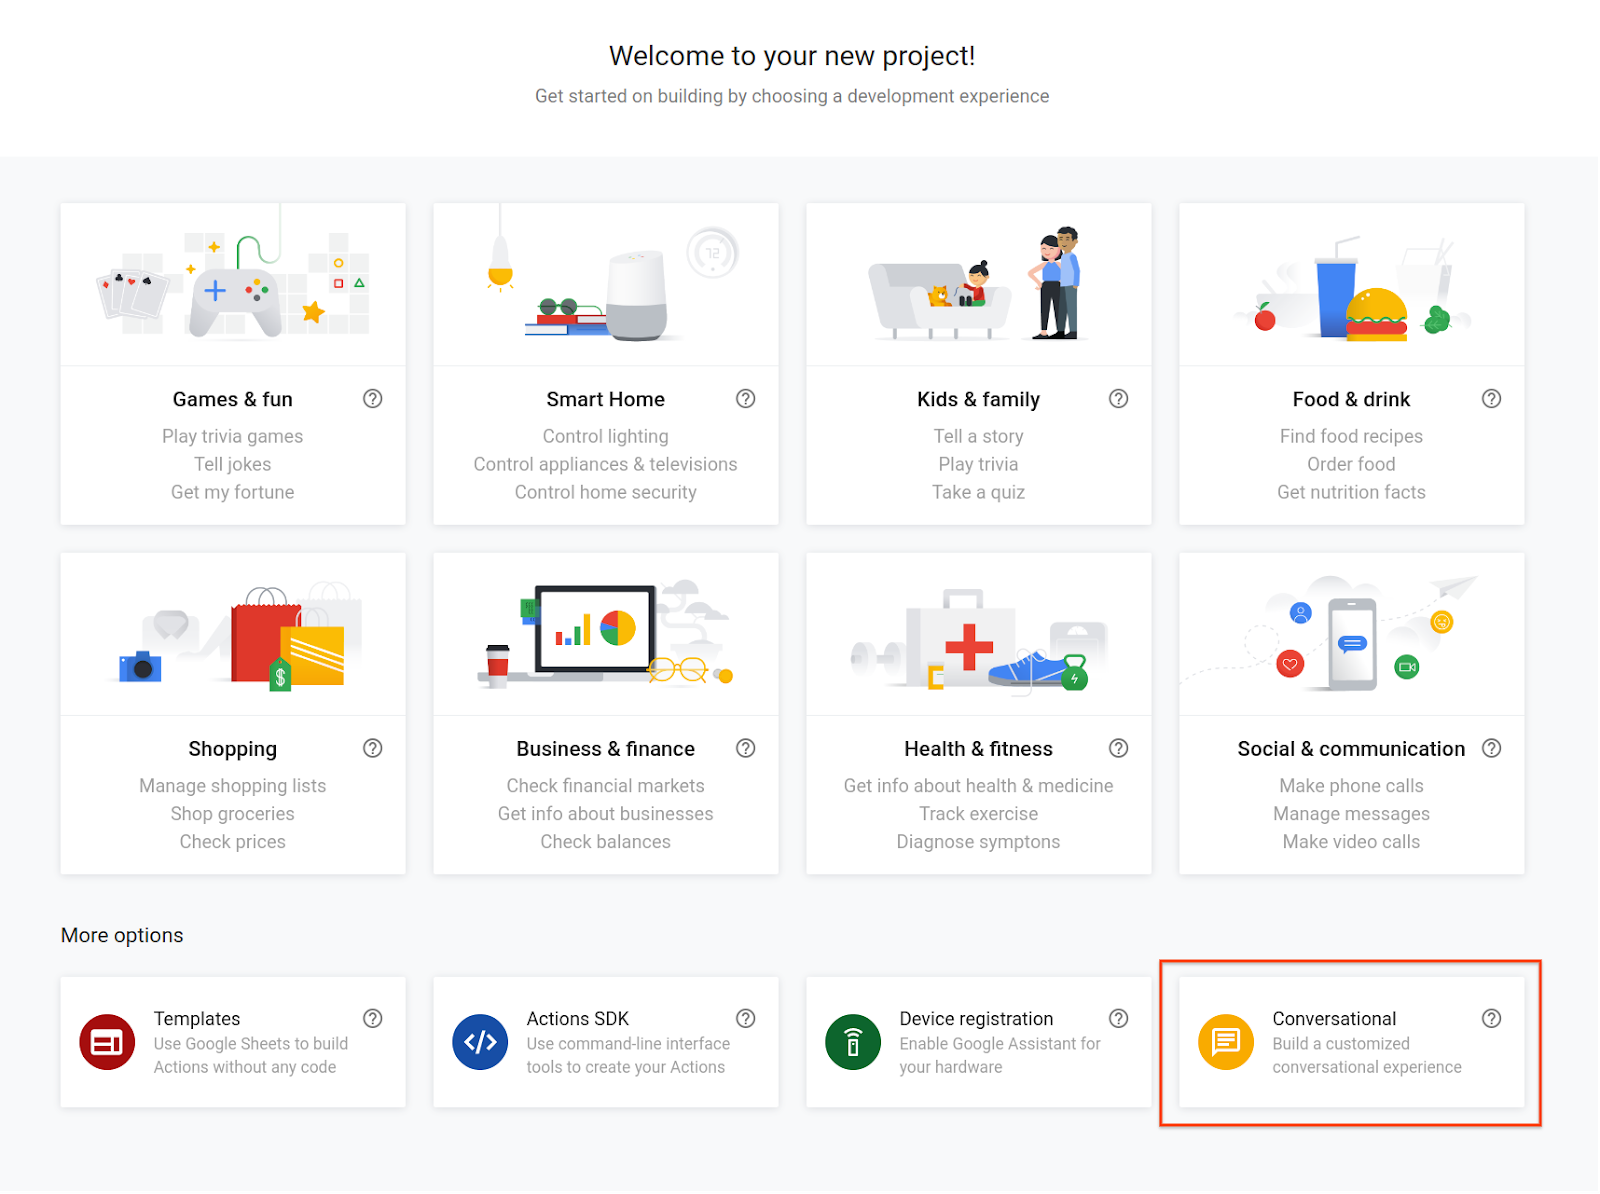 Welcome to your new project!
Get started on building by choosing a development experience
72
Games & fun
Play trivia games
Tell jokes
Get my fortune
Smart Home
Control lighting
Control appliances & televisions
Control home security
Kids & family
Tell a story
Play trivia
Take a quiz
Food & drink
Find food recipes
Order food
Get nutrition facts
$
Shopping
Manage shopping lists
Shop groceries
Check prices
Business & finance
Check financial markets
Get info about businesses
Check balances
Health & fitness
Get info about health & medicine
Track exercise
Diagnose symptons
Social & communication
Make phone calls
Manage messages
Make video calls
More options
Templates
Use Google Sheets to build
Actions without any code
Actions SDK
Use command-line interface
tools to create your Actions
Device registration
Enable Google Assistant for
your hardware
Conversational
Build a customized
conversational experience